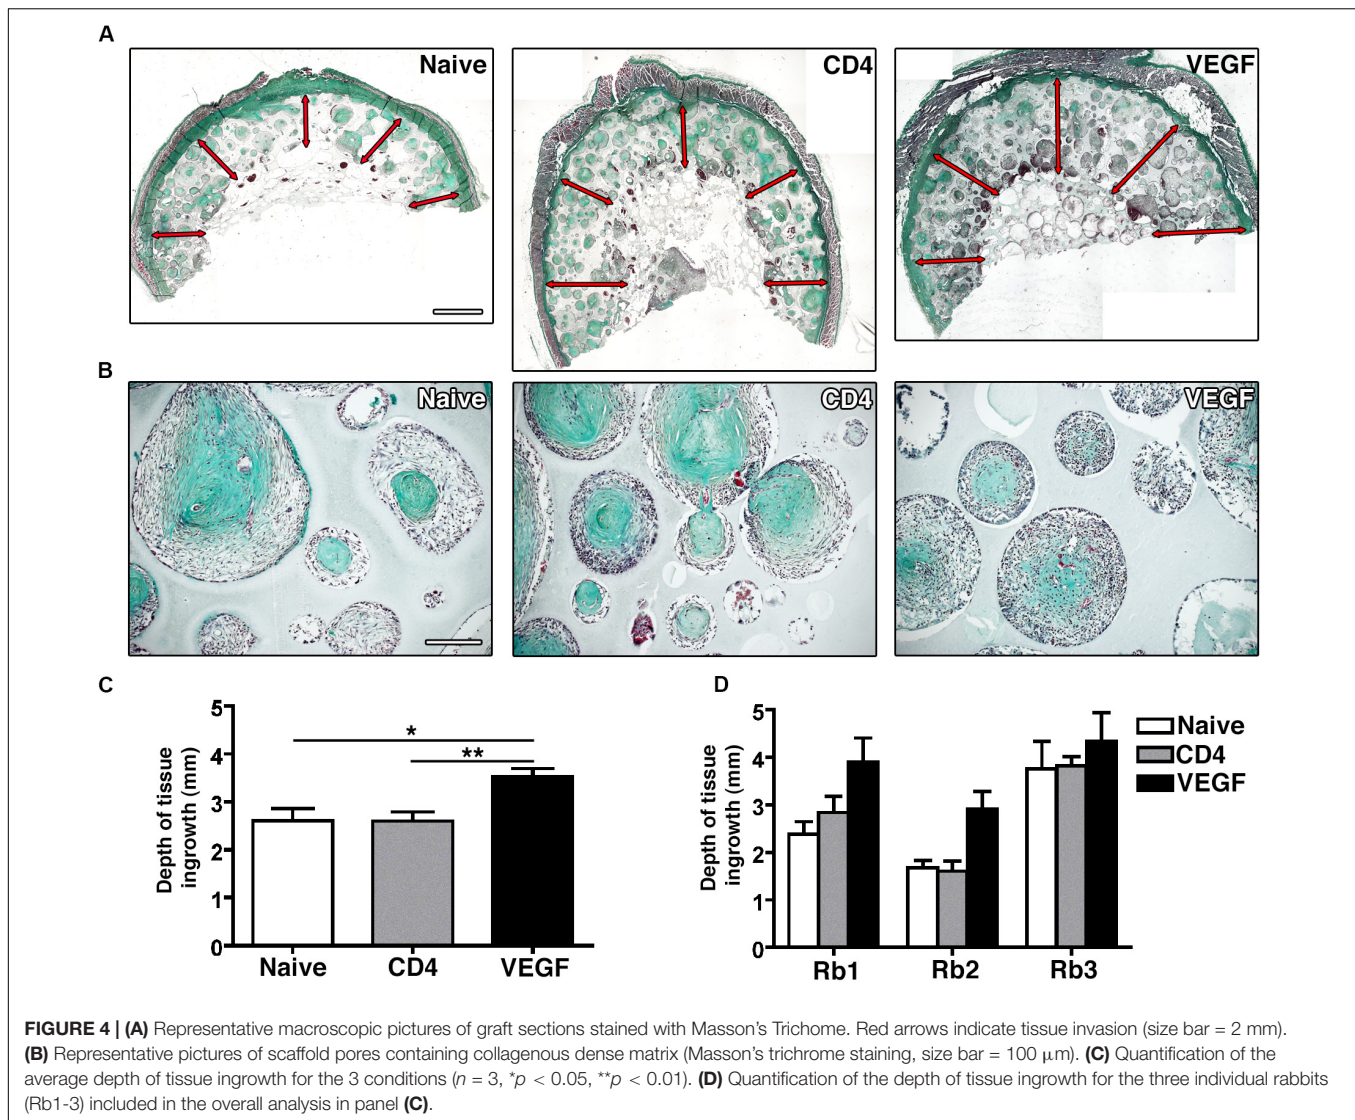 A
Naive
CD4
VEGF
B
Naive
CD4
VEGF
C
Depth of tissue
ingrowth (mm)
5
4
3
2
1
0
*
**
Naive CD4 VEGF
D
Depth of tissue
ingrowth (mm)
5
4
3
2
1
0
Rb1 Rb2 Rb3
Naive
CD4
VEGF
FIGURE 4 | (A) Representative macroscopic pictures of graft sections stained with Masson's Trichome. Red arrows indicate tissue invasion (size bar = 2 mm).
(B) Representative pictures of scaffold pores containing collagenous dense matrix (Masson's trichrome staining, size bar = 100 μm). (C) Quantification of the
average depth of tissue ingrowth for the 3 conditions (n = 3, *p < 0.05, **p < 0.01). (D) Quantification of the depth of tissue ingrowth for the three individual rabbits
(Rb1-3) included in the overall analysis in panel (C).